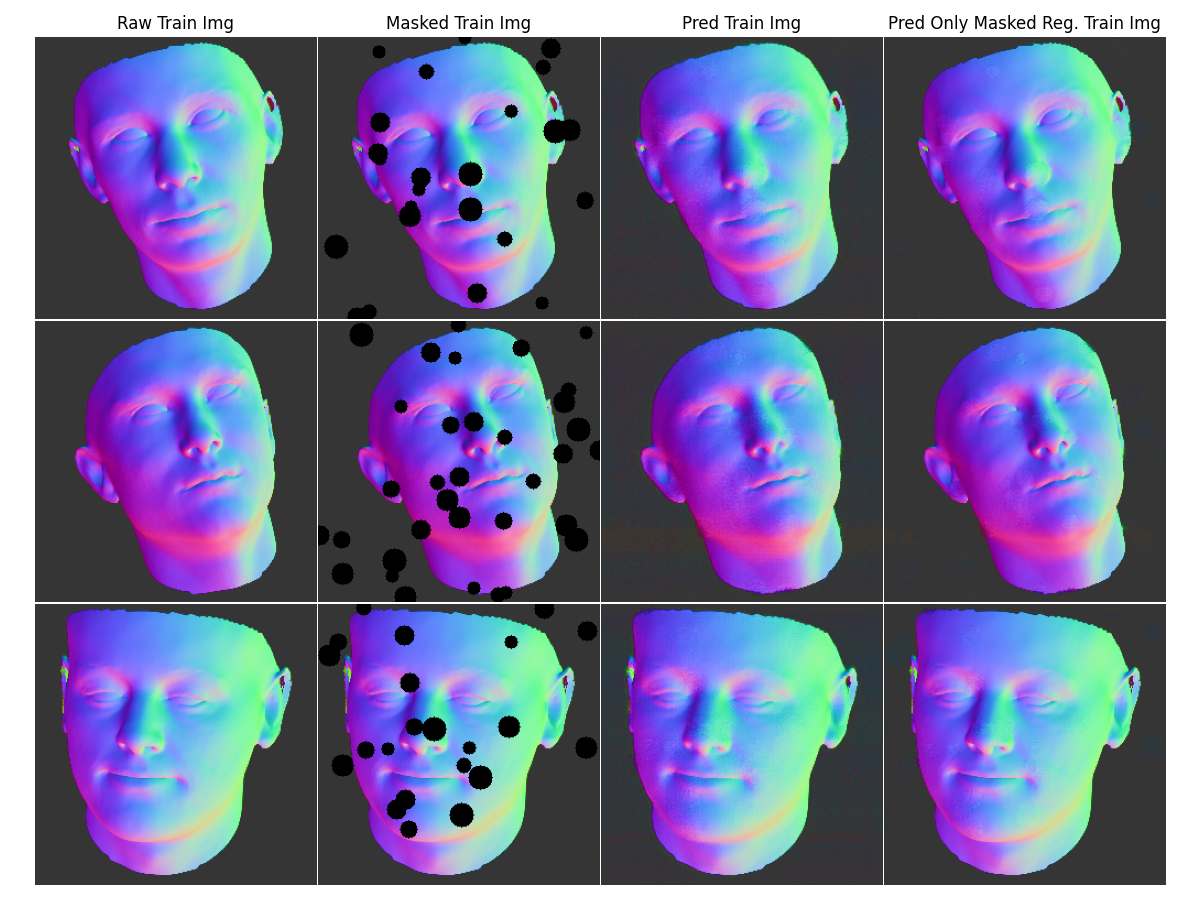 Raw Train Img
Masked Train Img
Pred Train Img
Pred Only Masked Reg. Train Img